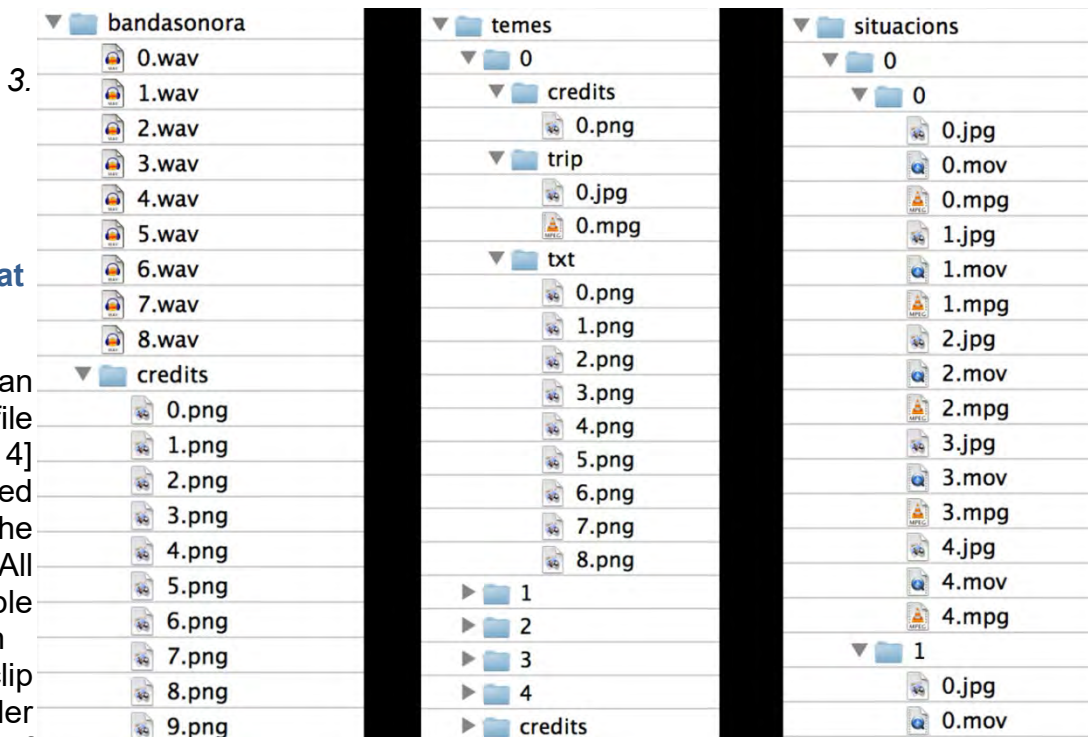 3.
at
an
file
4]
ed
he
All
ole
n
clip
der
bandasonora
0.wav
1.wav
2.wav
3.wav
4.wav
5.wav
6.wav
7.wav
8.wav
credits
0.png
1.png
2.png
3.png
4.png
5.png
6.png
7.png
8.png
9.png
temes
0
credits
0.png
trip
0.jpg
0.mpg
txt
0.png
1.png
2.png
3.png
4.png
5.png
6.png
7.png
8.png
1
2
3
4
credits
situacions
0
0
0.jpg
0.mov
0.mpg
1.jpg
1.mov
1.mpg
2.jpg
2.mov
2.mpg
3.jpg
3.mov
3.mpg
4.jpg
4.mov
4.mpg
1
0.jpg
0.mov